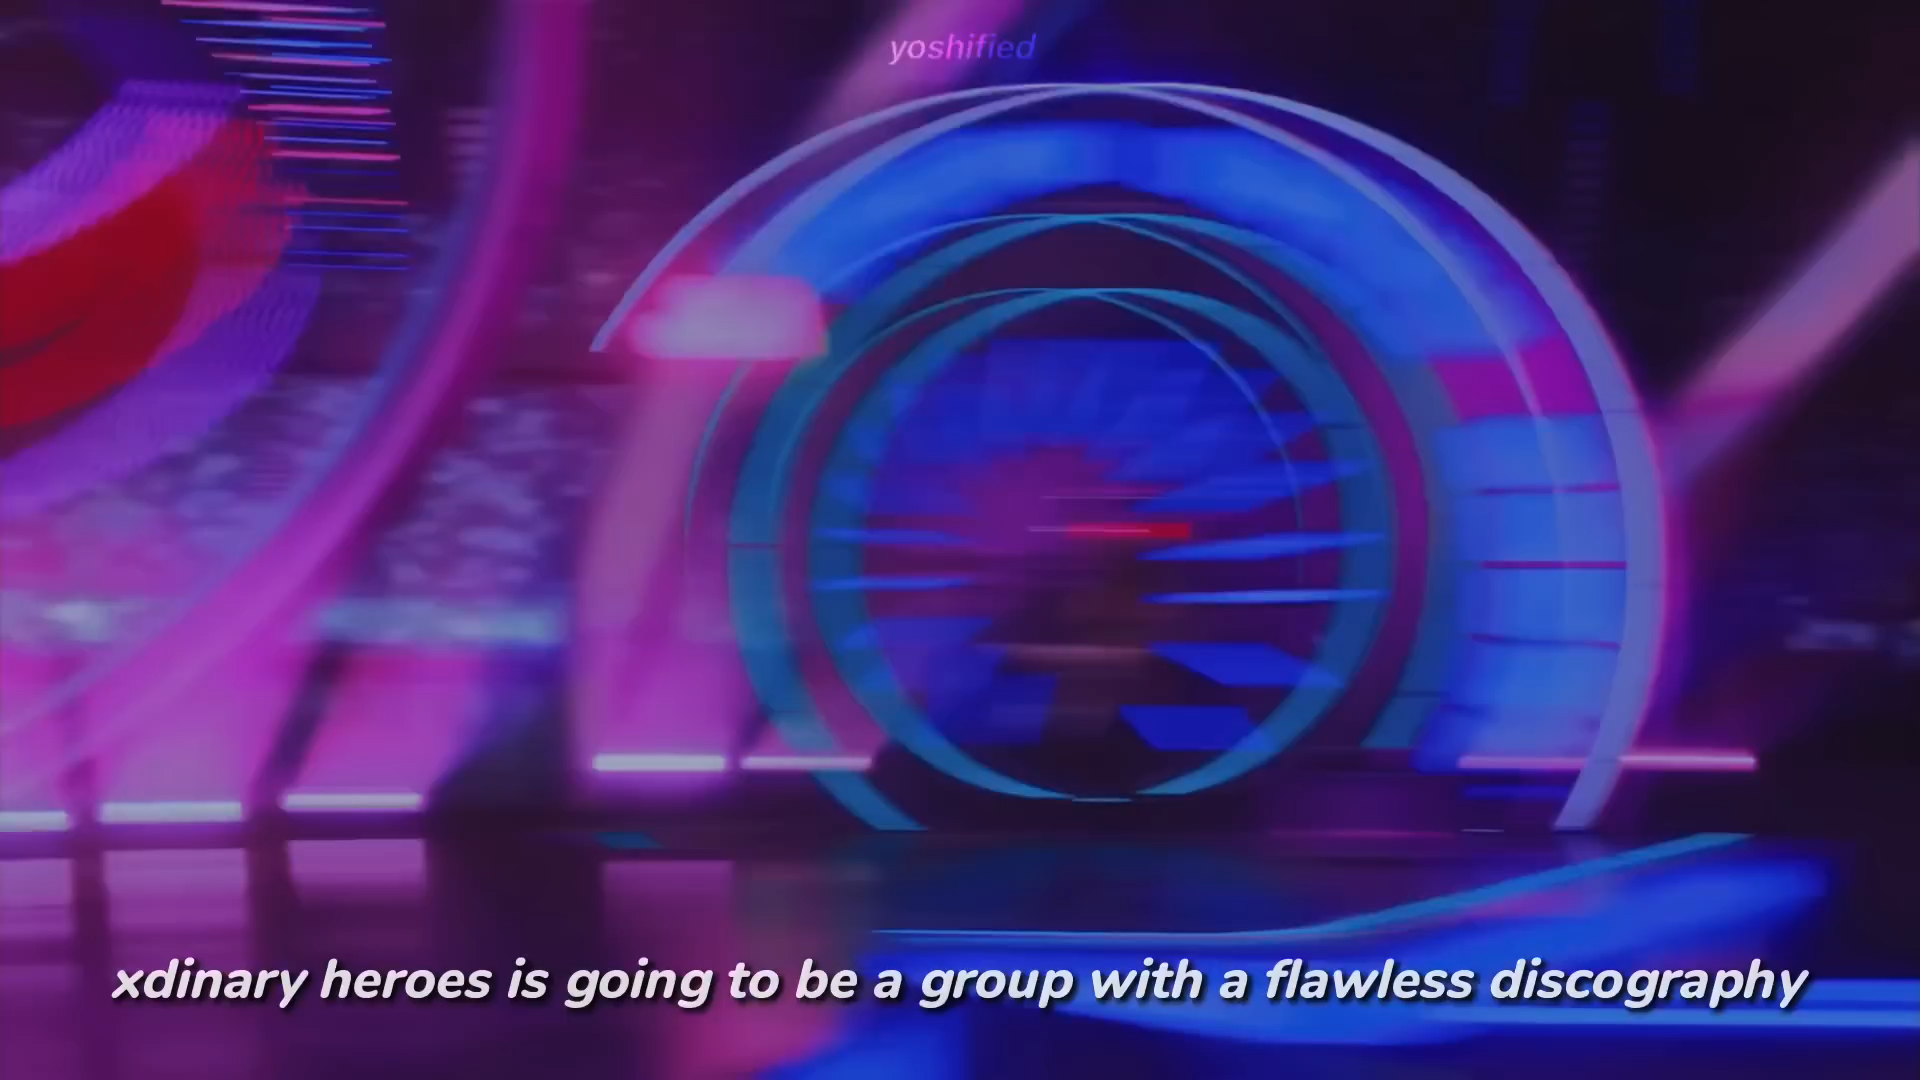 yoshified
xdinary heroes is going to be a group with a flawless discography